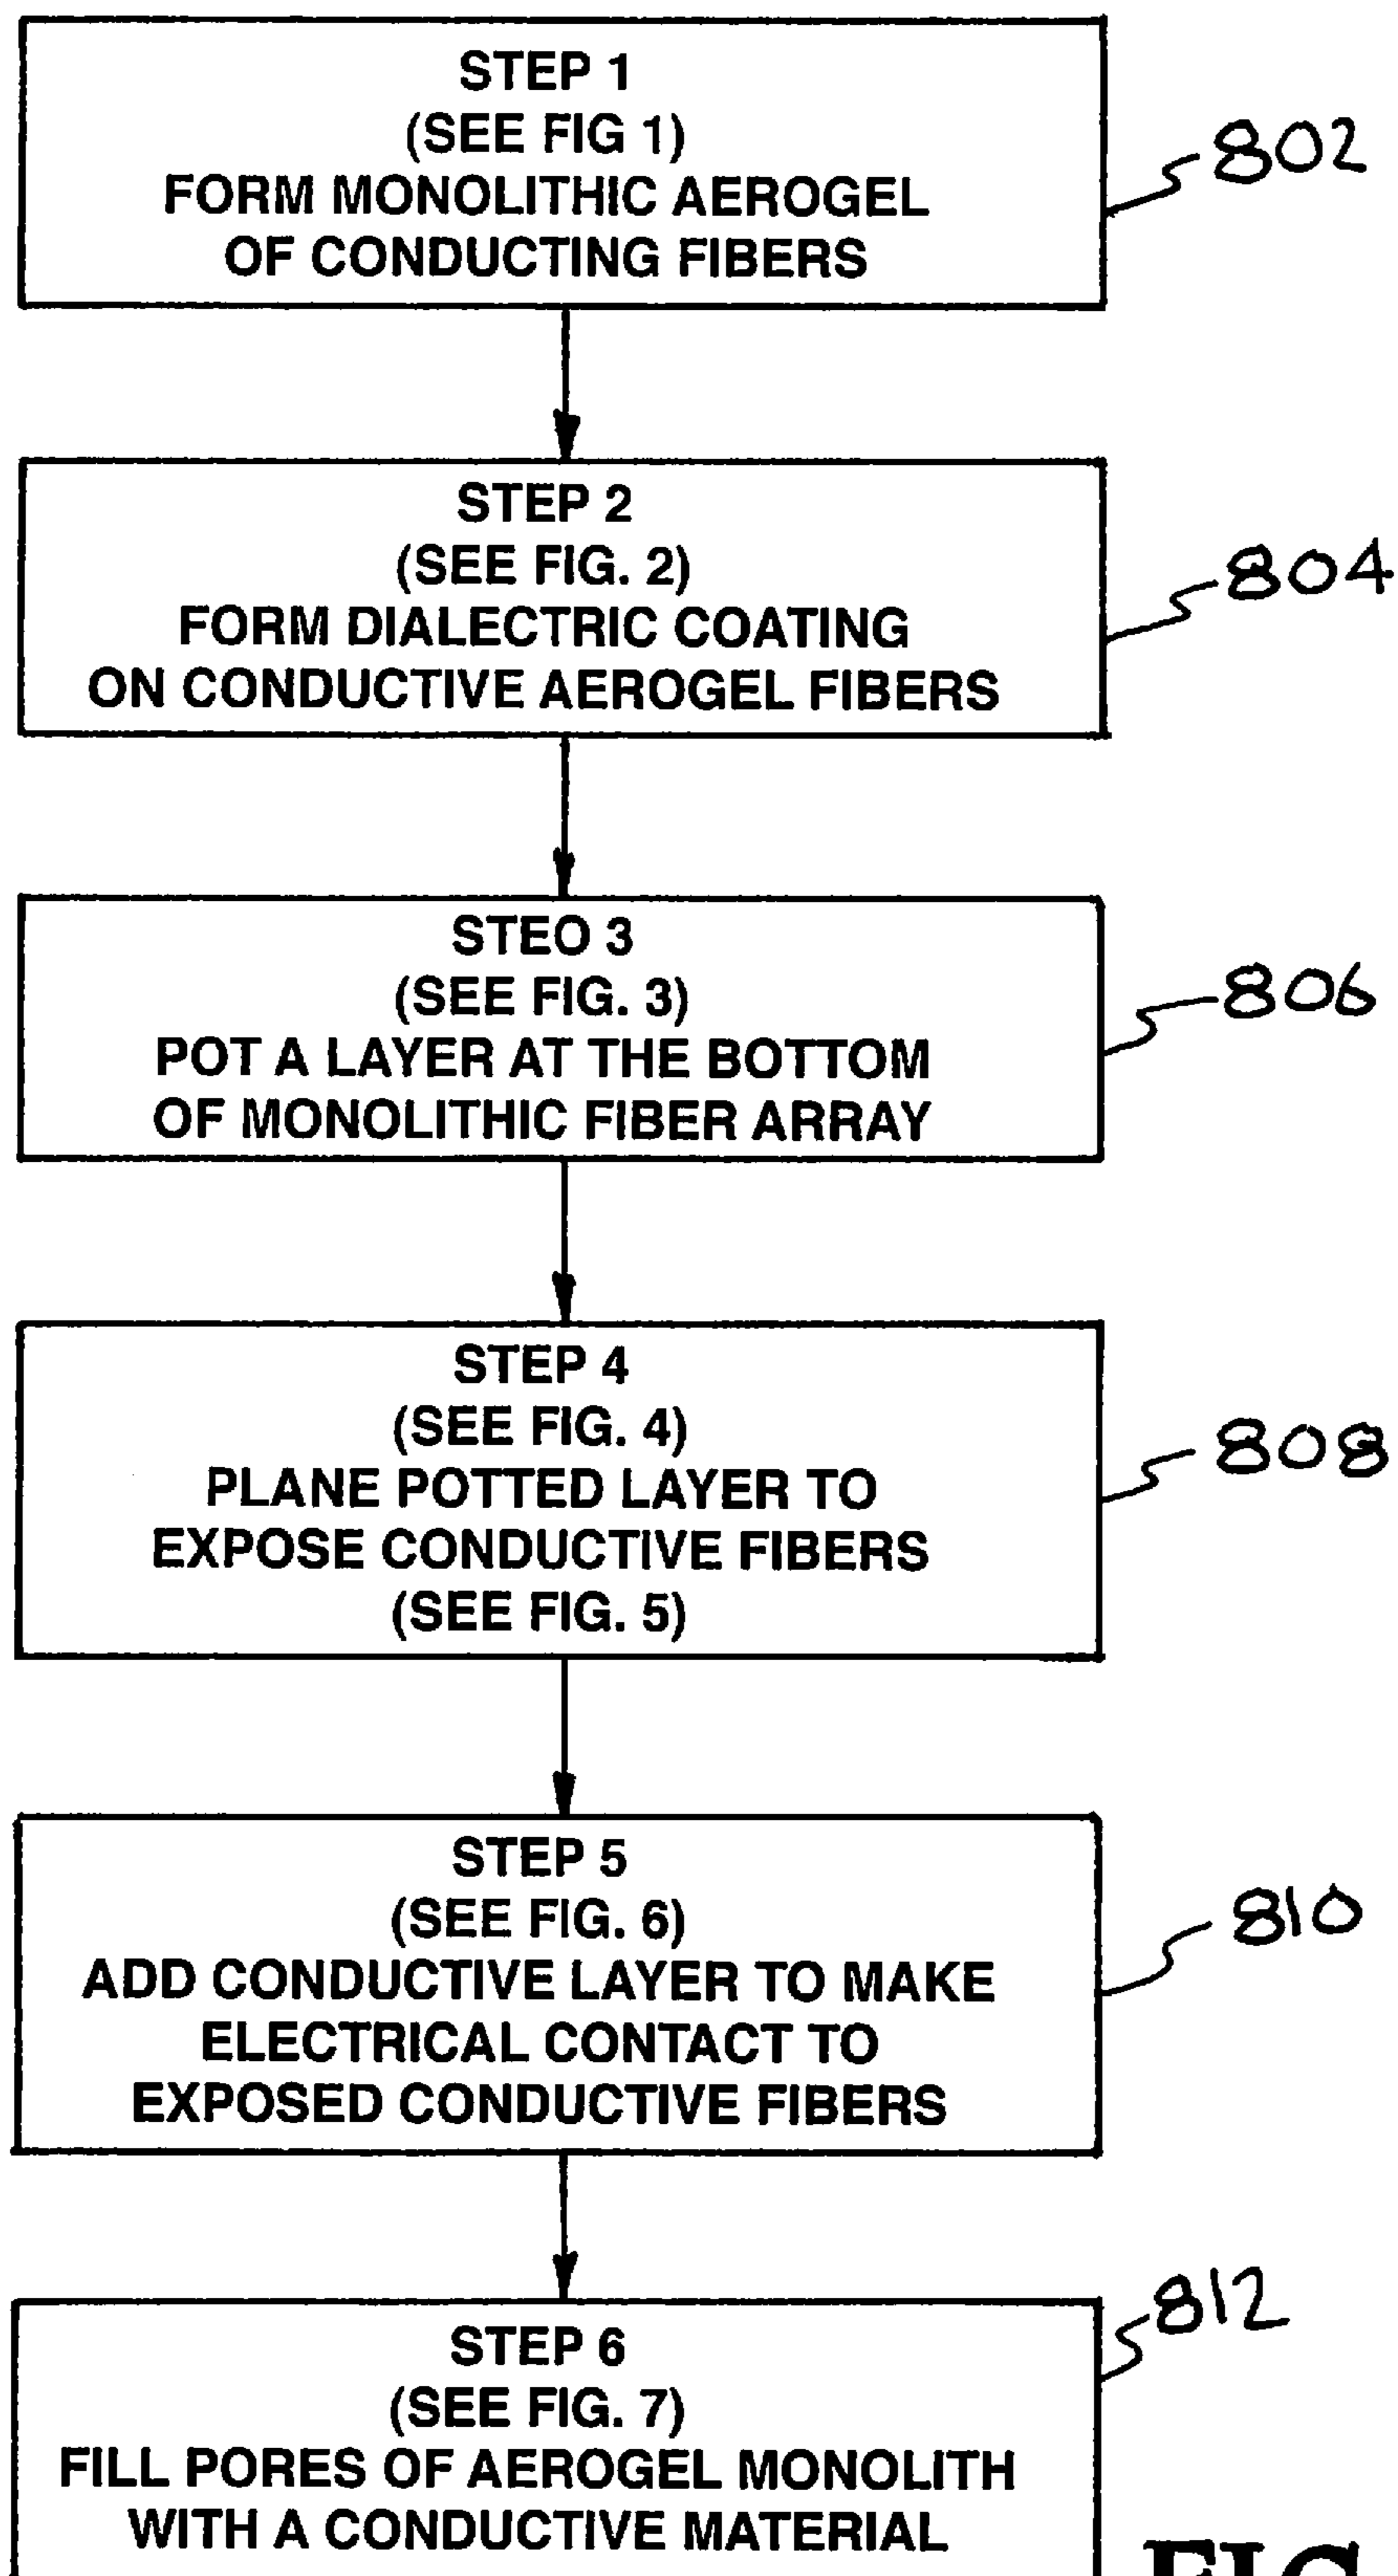 STEP 1
(SEE FIG 1)
FORM MONOLITHIC AEROGEL
OF CONDUCTING FIBERS
802
STEP 2
(SEE FIG. 2)
FORM DIALECTRIC COATING
ON CONDUCTIVE AEROGEL FIBERS
804
STEO 3
(SEE FIG. 3)
POT A LAYER AT THE BOTTOM
OF MONOLITHIC FIBER ARRAY
806
STEP 4
(SEE FIG. 4)
PLANE POTTED LAYER TO
EXPOSE CONDUCTIVE FIBERS
(SEE FIG. 5)
808
STEP 5
(SEE FIG. 6)
ADD CONDUCTIVE LAYER TO MAKE
ELECTRICAL CONTACT TO
EXPOSED CONDUCTIVE FIBERS
810
STEP 6
(SEE FIG. 7)
FILL PORES OF AEROGEL MONOLITH
WITH A CONDUCTIVE MATERIAL
812